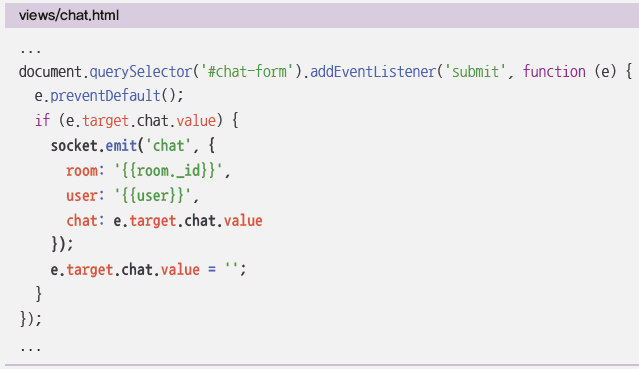 views/chat.html
...
document.querySelector('#chat-form').addEventListener('submit', function (e) {
  e.preventDefault();
  if (e.target.chat.value) {
    socket.emit('chat', {
      room: '{{room._id}}',
      user: '{{user}}',
      chat: e.target.chat.value
    });
    e.target.chat.value = '';
  }
});
...